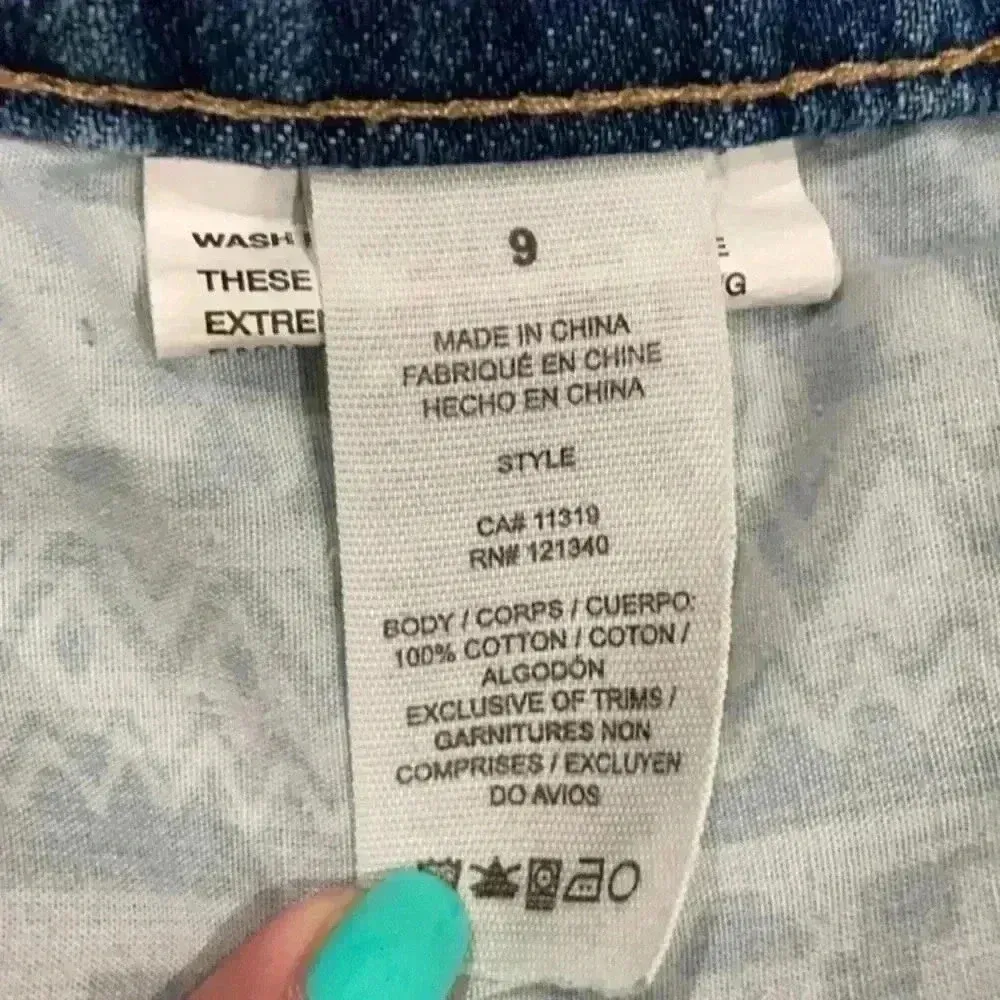 WASH
THESE
EXTRE
G
9
MADE IN CHINA
FABRIQUÉ EN CHINE
HECHO EN CHINA
STYLE
CA# 11319
RN# 121340
BODY / CORPS / CUERPO:
100% COTTON / COTON /
ALGODÓN
EXCLUSIVE OF TRIMS /
GARNITURES NON
COMPRISES / EXCLUYEN
DO AVIOS